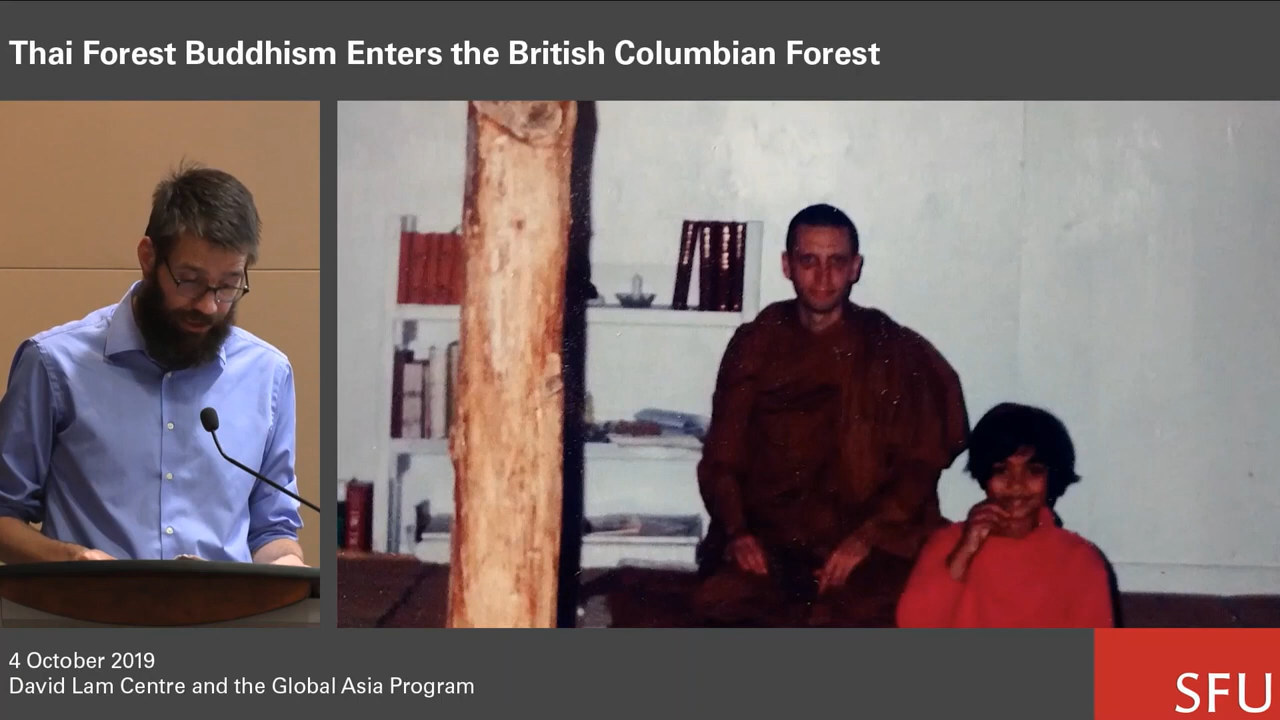 Thai Forest Buddhism Enters the British Columbian Forest
4 October 2019
David Lam Centre and the Global Asia Program
SFU